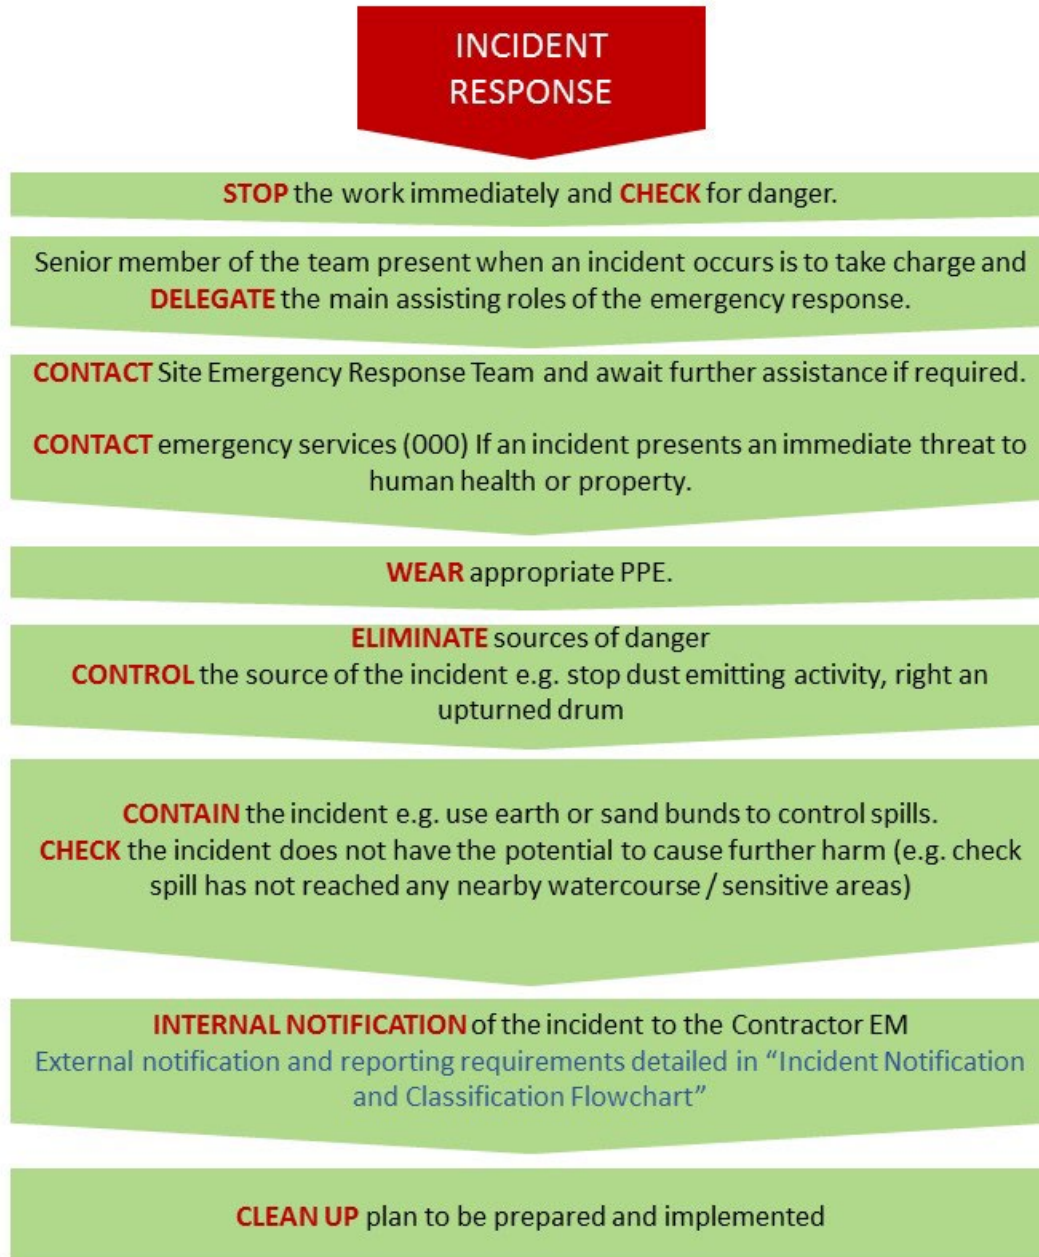 INCIDENT
RESPONSE
STOP the work immediately and CHECK for danger.
Senior member of the team present when an incident occurs is to take charge and
DELEGATE the main assisting roles of the emergency response.
CONTACT Site Emergency Response Team and await further assistance if required.
CONTACT emergency services (000) If an incident presents an immediate threat to
human health or property.
WEAR appropriate PPE.
ELIMINATE sources of danger
CONTROL the source of the incident e.g. stop dust emitting activity, right an
upturned drum
CONTAIN the incident e.g. use earth or sand bunds to control spills.
CHECK the incident does not have the potential to cause further harm (e.g. check
spill has not reached any nearby watercourse / sensitive areas)
INTERNAL NOTIFICATION of the incident to the Contractor EM
External notification and reporting requirements detailed in “Incident Notification
and Classification Flowchart”
CLEAN UP plan to be prepared and implemented